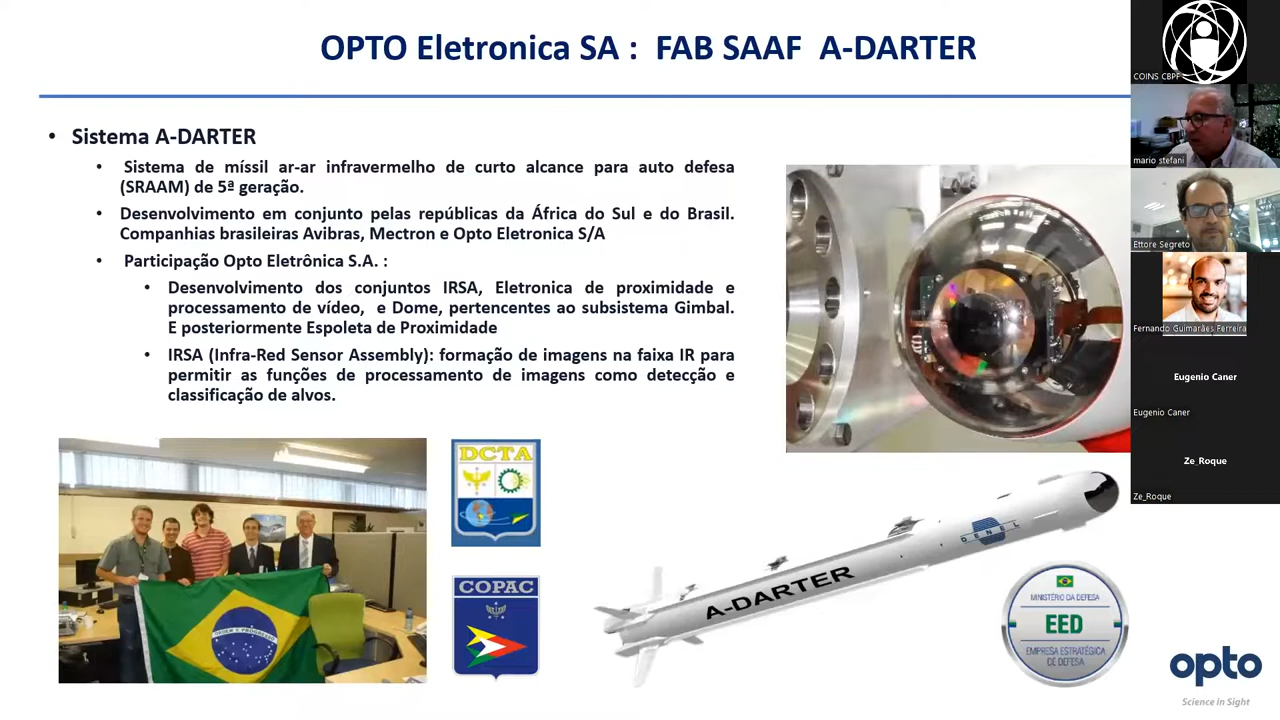 OPTO Eletronica SA : FAB SAAF A-DARTER
• Sistema A-DARTER
• Sistema de míssil ar-ar infravermelho de curto alcance para auto defesa
(SRAAM) de 5ª geração.
• Desenvolvimento em conjunto pelas repúblicas da África do Sul e do Brasil.
Companhias brasileiras Avibras, Mectron e Opto Eletronica S/A
• Participação Opto Eletrônica S.A. :
• Desenvolvimento dos conjuntos IRSA, Eletronica de proximidade e
processamento de vídeo, e Dome, pertencentes ao subsistema Gimbal.
E posteriormente Espoleta de Proximidade
• IRSA (Infra-Red Sensor Assembly): formação de imagens na faixa IR para
permitir as funções de processamento de imagens como detecção e
classificação de alvos.
ORDEM E PROGRESSO
DCTA
COPAC
A-DARTER
DENEL
MINISTÉRIO DA DEFESA
EED
EMPRESA ESTRATÉGICA
DE DEFESA
opto
Science in Sight
COINS CBPF
mario stefani
Ettore Segreto
Fernando Guimarães Ferreira
Eugenio Caner
Eugenio Caner
Ze_Roque
Ze_Roque